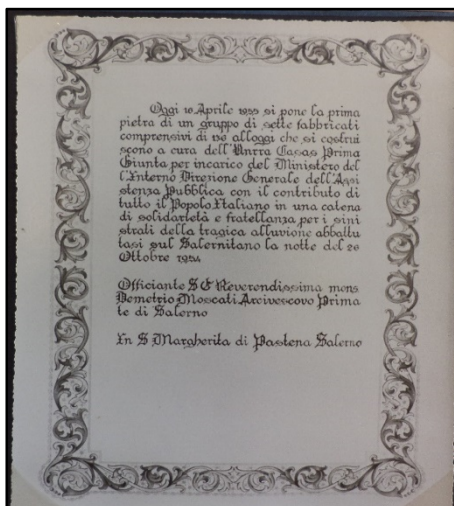 Oggi 16 Aprile 1955 si pone la prima
pietra di un gruppo di sette fabbricati
comprensivi di alloggi che si costrui
scono a cura dell'Unrra Casas Prima
Giunta per incarico del Ministero del
l'Interno Direzione Generale dell'Assi
stenza Pubblica con il contributo di
tutto il Popolo Italiano in una catena
di solidarietà e fratellanza per i sini
strati della tragica alluvione abbattu
tasi sul Salernitano la notte del 26
Ottobre 1954
Officiante S E Reverendissima mons
Demetrio Moscati Arcivescovo Prima
te di Salerno
In S Margherita di Pastena Salerno